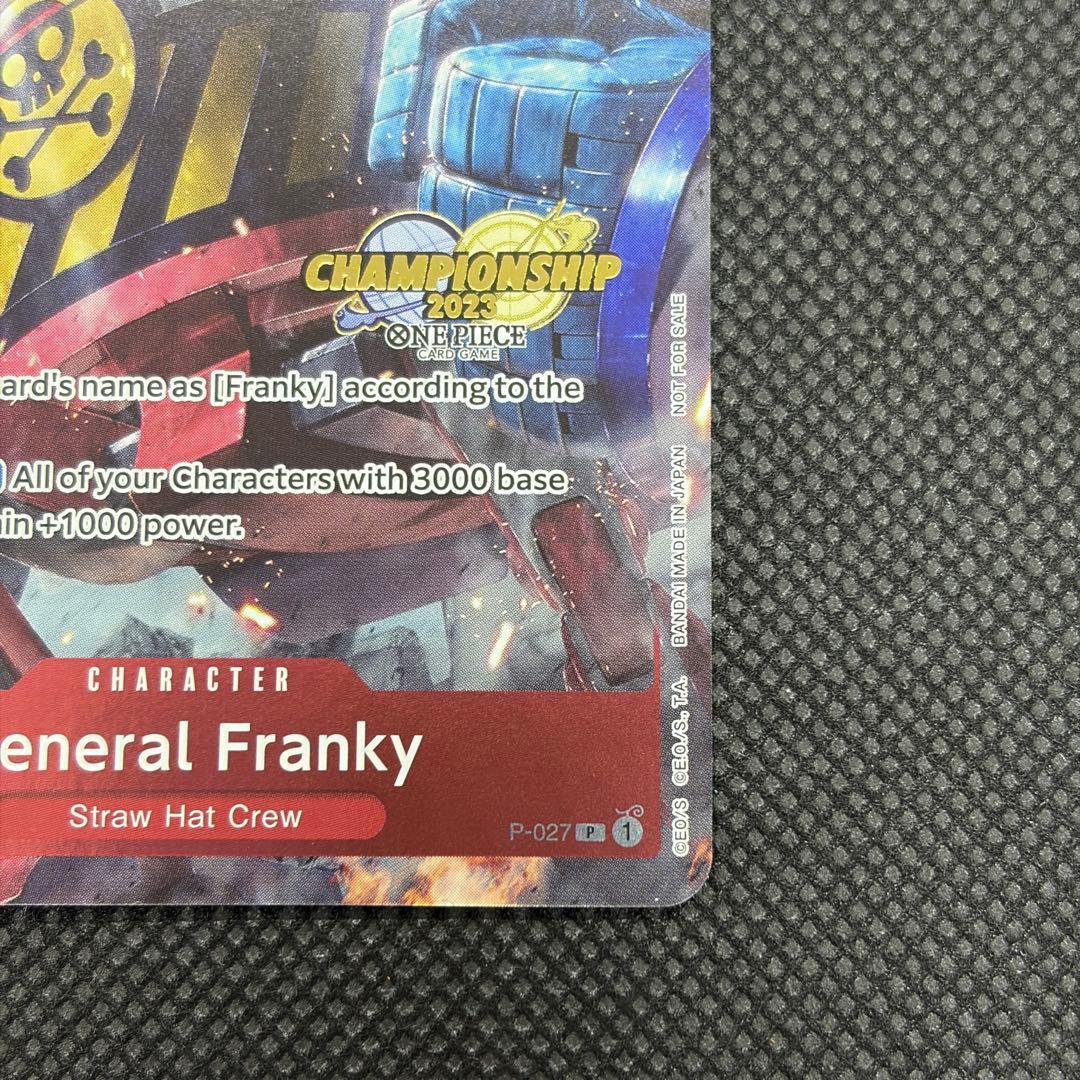 CHAMPIONSHIP
2023
ONE PIECE
CARD GAME
ard's name as [Franky] according to the
All of your Characters with 3000 base
in +1000 power.
CHARACTER
eneral Franky
Straw Hat Crew
P-027 P 1
©EO/S ©E.O./S., T.A. BANDAI MADE IN JAPAN NOT FOR SALE